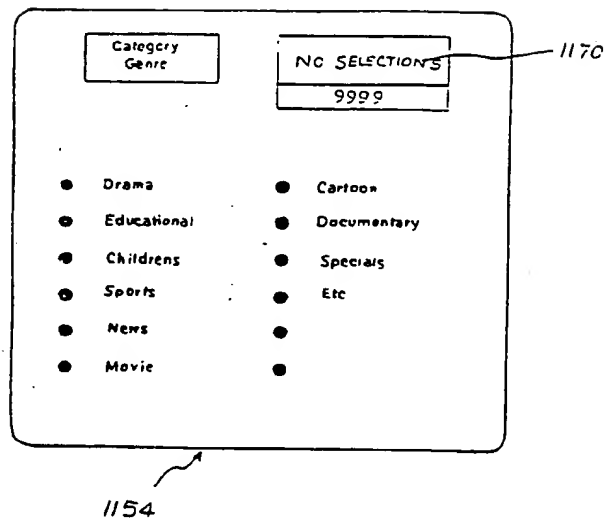 Category
Genre
NO SELECTIONS
1170
9999
Drama
Educational
Childrens
Sports
News
Movie
Cartoon
Documentary
Specials
Etc
1154